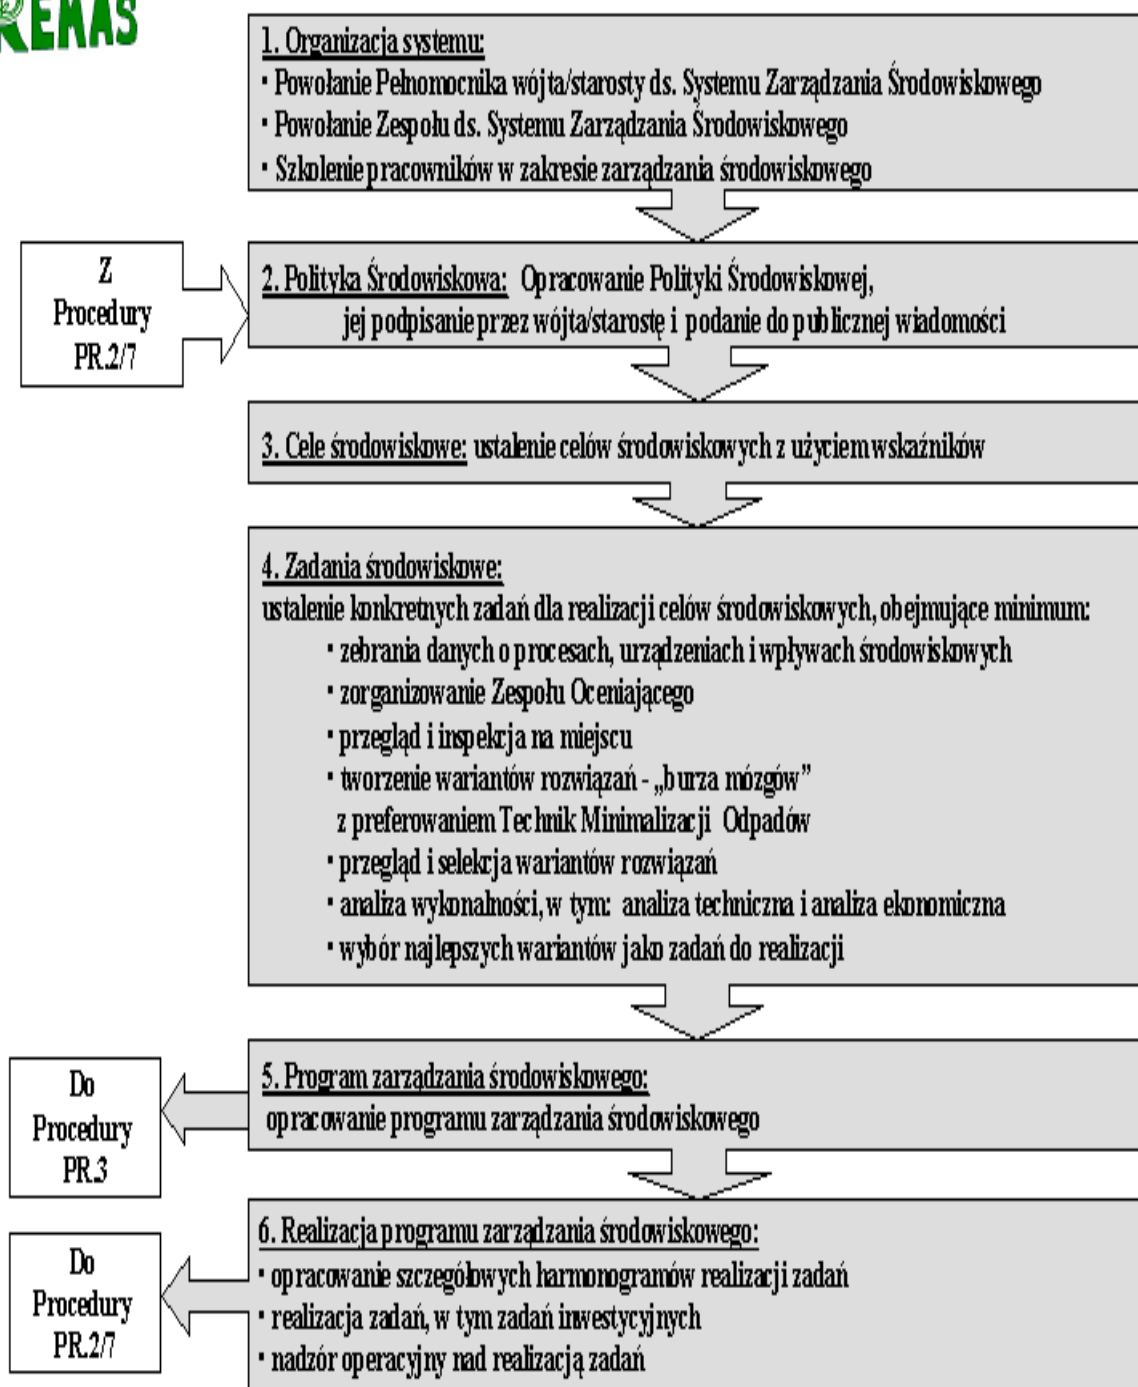 REMAS
1. Organizacja systemu:
▪ Powołanie Pełnomocnika wójta/starosty ds. Systemu Zarządzania Środowiskowego
▪ Powołanie Zespołu ds. Systemu Zarządzania Środowiskowego
▪ Szkolenie pracowników w zakresie zarządzania środowiskowego
Z
Procedury
PR.2/7
2. Polityka Środowiskowa: Opracowanie Polityki Środowiskowej,
jej podpisanie przez wójta/starostę i podanie do publicznej wiadomości
3. Cele środowiskowe: ustalenie celów środowiskowych z użyciem wskaźników
4. Zadania środowiskowe:
ustalenie konkretnych zadań dla realizacji celów środowiskowych, obejmujące minimum:
▪ zebrania danych o procesach, urządzeniach i wpływach środowiskowych
▪ zorganizowanie Zespołu Oceniającego
▪ przegląd i inspekcja na miejscu
▪ tworzenie wariantów rozwiązań - „burza mózgów”
z preferowaniem Technik Minimalizacji Odpadów
▪ przegląd i selekcja wariantów rozwiązań
▪ analiza wykonalności, w tym: analiza techniczna i analiza ekonomiczna
▪ wybór najlepszych wariantów jako zadań do realizacji
Do
Procedury
PR.3
5. Program zarządzania środowiskowego:
opracowanie programu zarządzania środowiskowego
Do
Procedury
PR.2/7
6. Realizacja programu zarządzania środowiskowego:
▪ opracowanie szczegółowych harmonogramów realizacji zadań
▪ realizacja zadań, w tym zadań inwestycyjnych
▪ nadzór operacyjny nad realizacją zadań